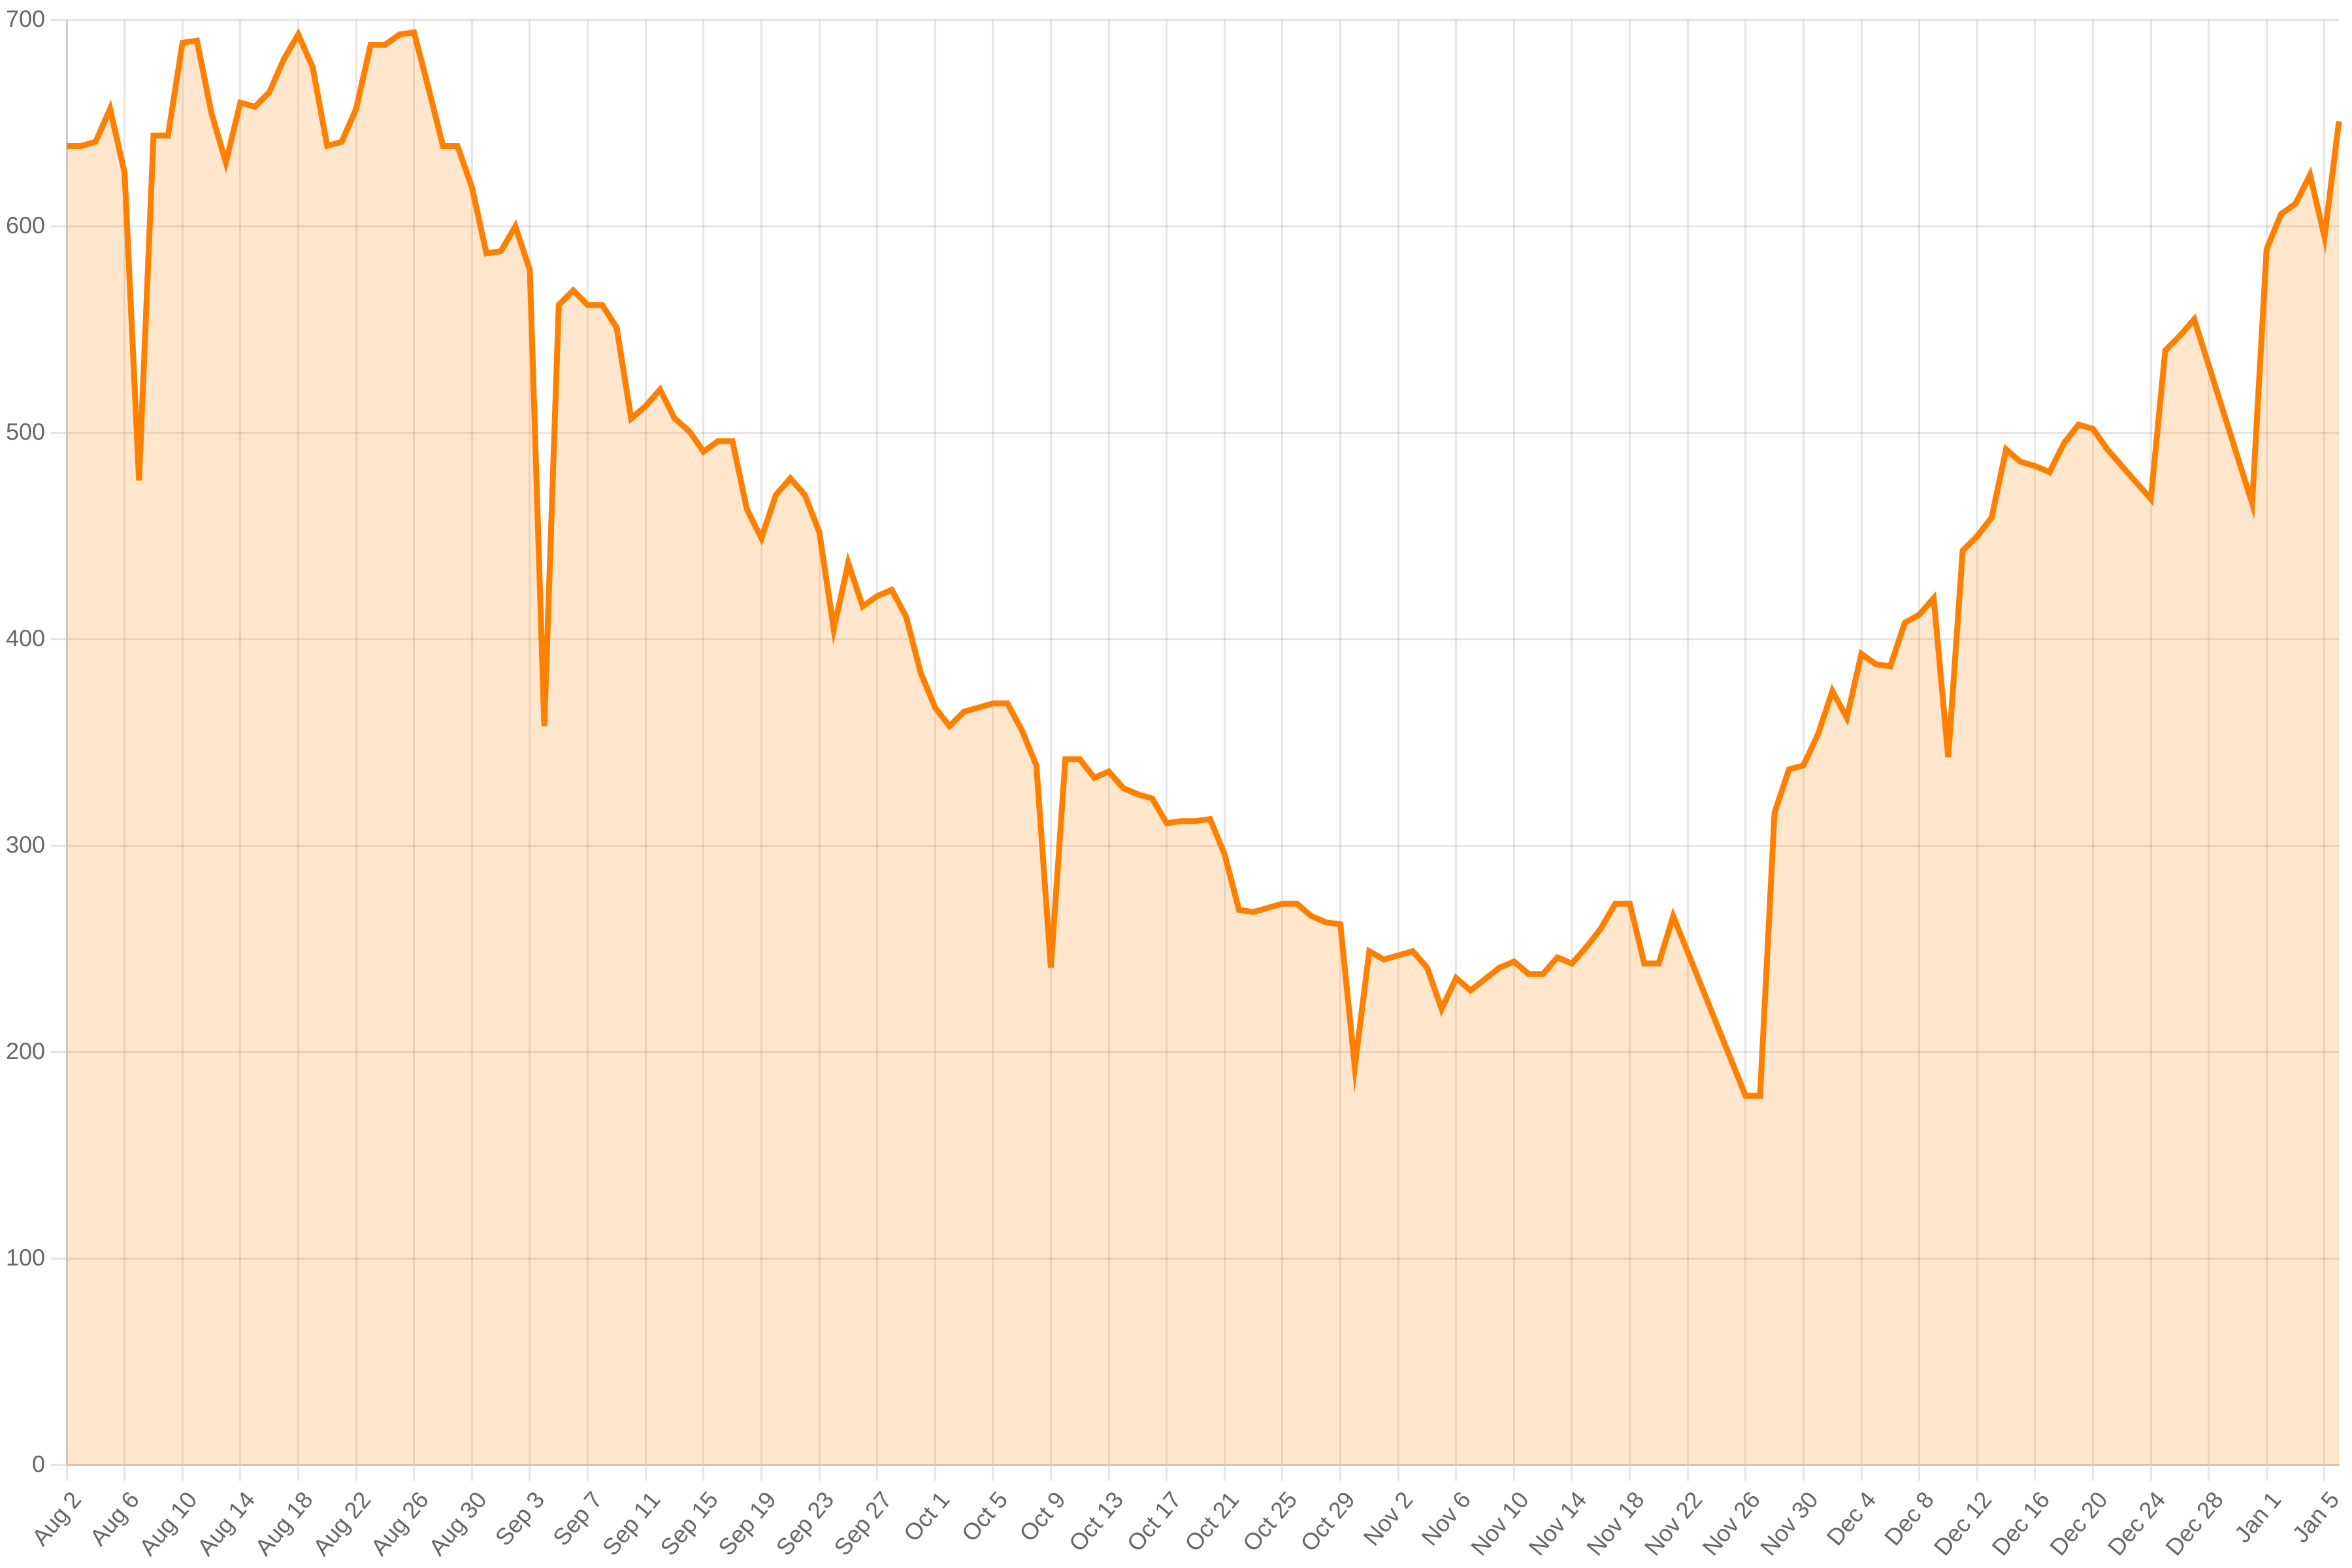 700
600
500
400
300
200
100
0
Aug 2
Aug 6
Aug 10
Aug 14
Aug 18
Aug 22
Aug 26
Aug 30
Sep 3
Sep 7
Sep 11
Sep 15
Sep 19
Sep 23
Sep 27
Oct 1
Oct 5
Oct 9
Oct 13
Oct 17
Oct 21
Oct 25
Oct 29
Nov 2
Nov 6
Nov 10
Nov 14
Nov 18
Nov 22
Nov 26
Nov 30
Dec 4
Dec 8
Dec 12
Dec 16
Dec 20
Dec 24
Dec 28
Jan 1
Jan 5